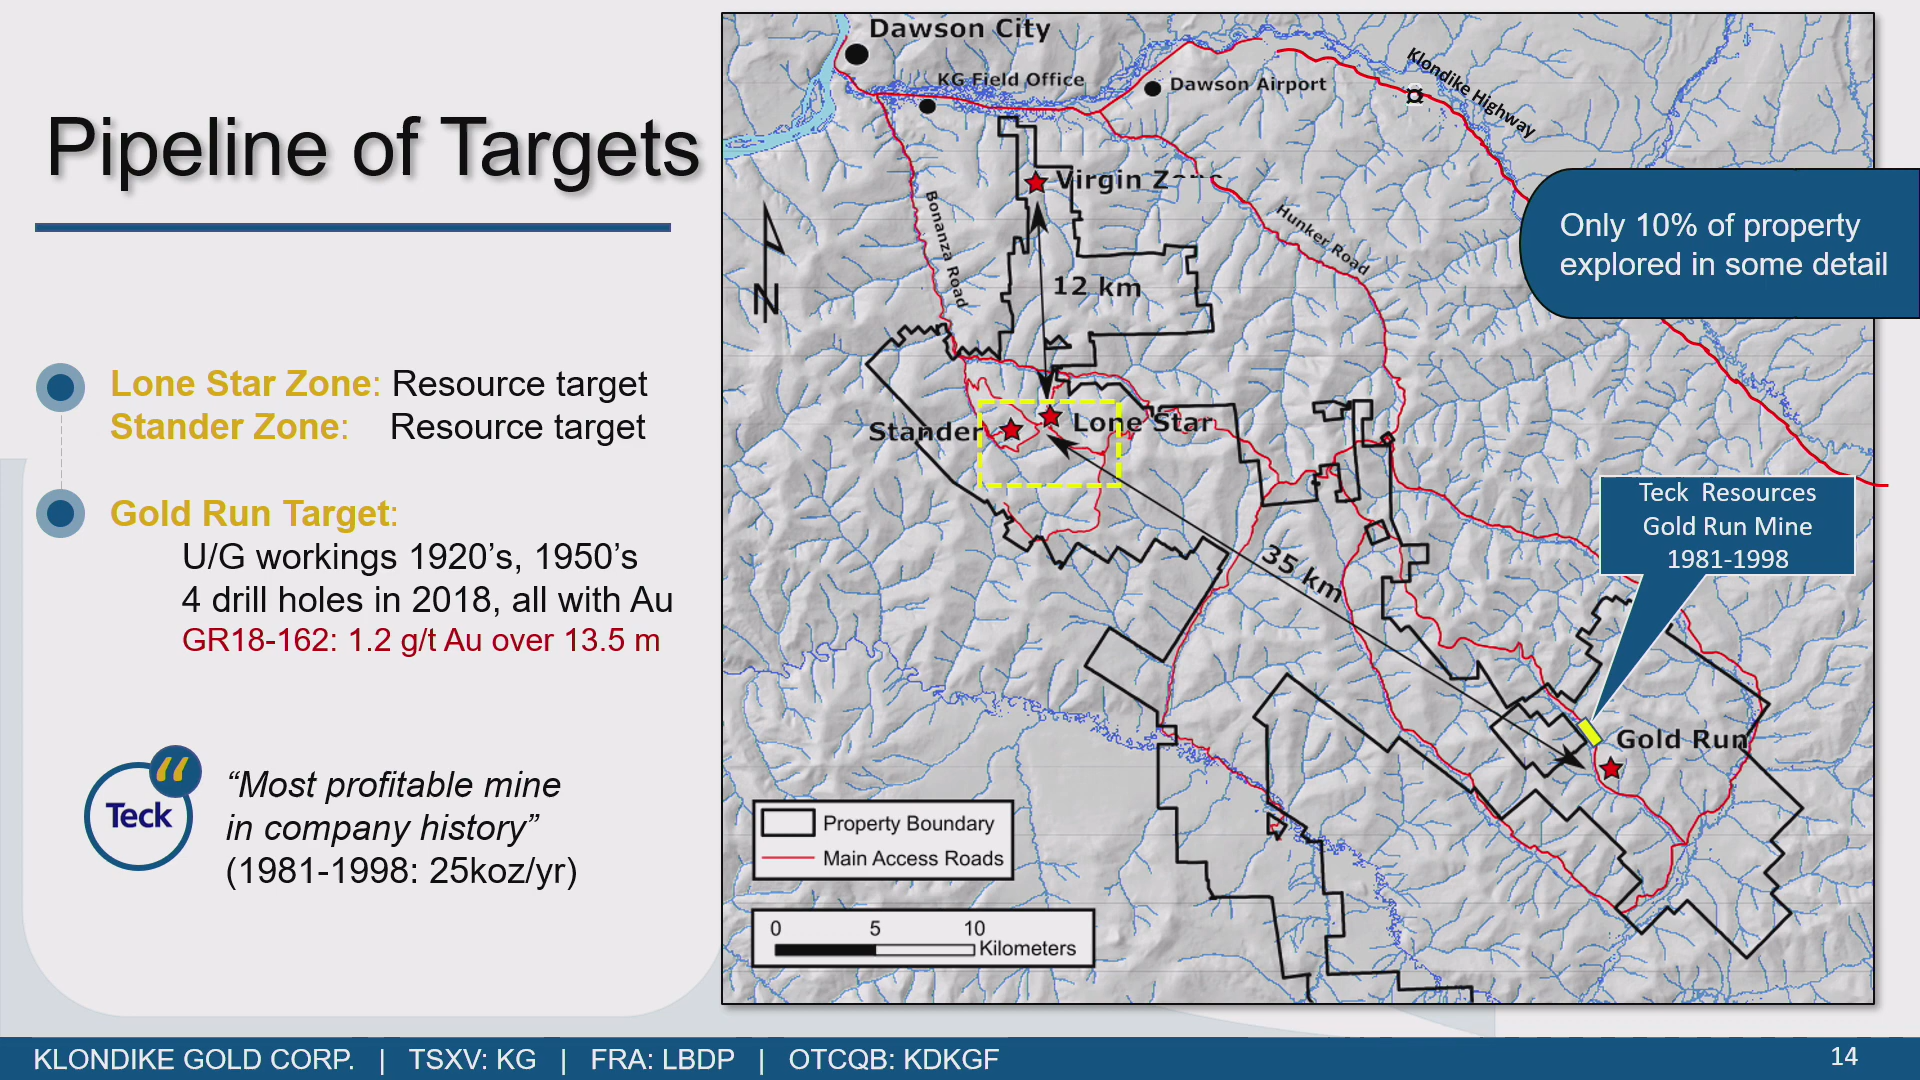 Pipeline of Targets
Lone Star Zone: Resource target
Stander Zone: Resource target
Gold Run Target:
U/G workings 1920’s, 1950’s
4 drill holes in 2018, all with Au
GR18-162: 1.2 g/t Au over 13.5 m
Teck
“
“Most profitable mine
in company history”
(1981-1998: 25koz/yr)
Dawson City
KG Field Office
Dawson Airport
Klondike Highway
Virgin Zone
Bonanza Road
Hunker Road
N
12 km
Only 10% of property
explored in some detail
Stander
Lone Star
35 km
Teck Resources
Gold Run Mine
1981-1998
Gold Run
Property Boundary
Main Access Roads
0 5 10
Kilometers
KLONDIKE GOLD CORP. | TSXV: KG | FRA: LBDP | OTCQB: KDKGF
14